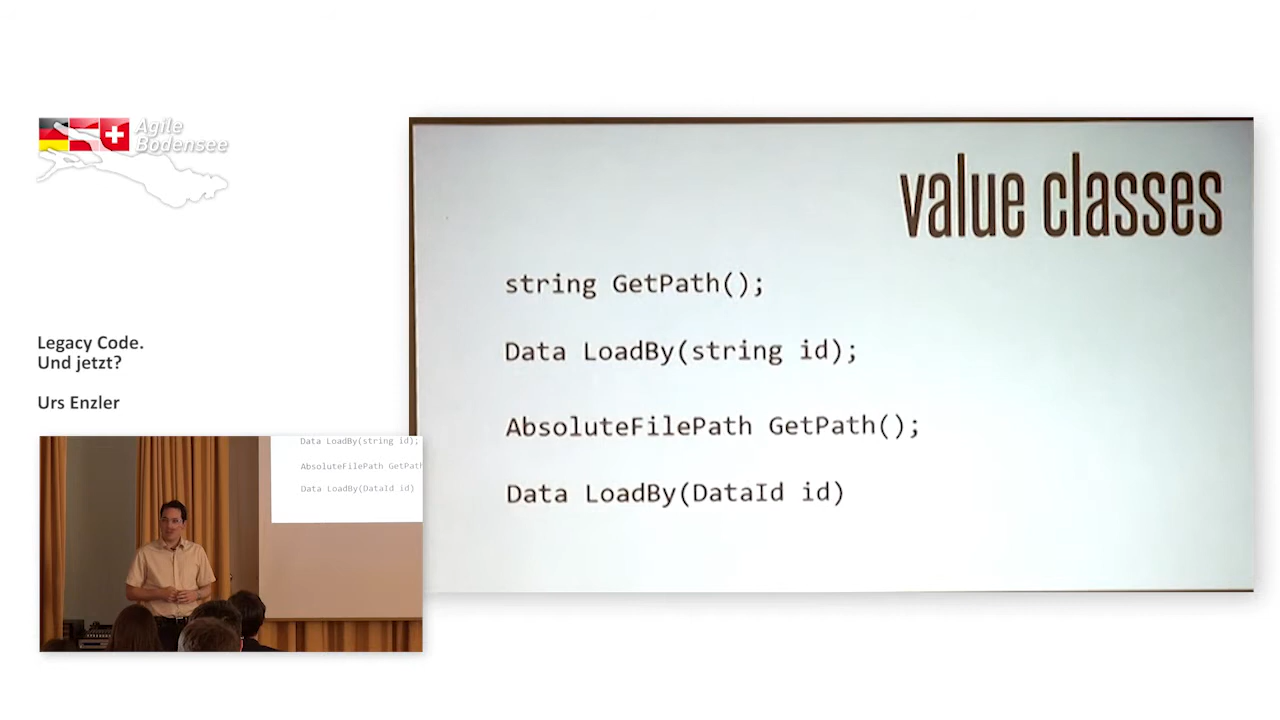 Agile
Bodensee
Legacy Code.
Und jetzt?
Urs Enzler
value classes
string GetPath();
Data LoadBy(string id);
AbsoluteFilePath GetPath();
Data LoadBy(DataId id)
Data LoadBy(string id);
AbsoluteFilePath GetPath
Data LoadBy(DataId id)